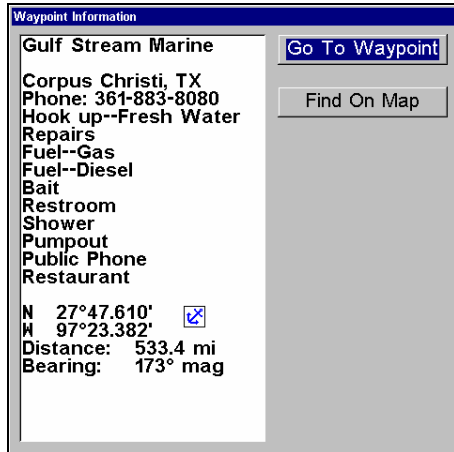 Waypoint Information
Gulf Stream Marine
Corpus Christi, TX
Phone: 361-883-8080
Hook up--Fresh Water
Repairs
Fuel--Gas
Fuel--Diesel
Bait
Restroom
Shower
Pumpout
Public Phone
Restaurant
N 27°47.610'
W 97°23.382'
Distance: 533.4 mi
Bearing: 173° mag
Go To Waypoint
Find On Map